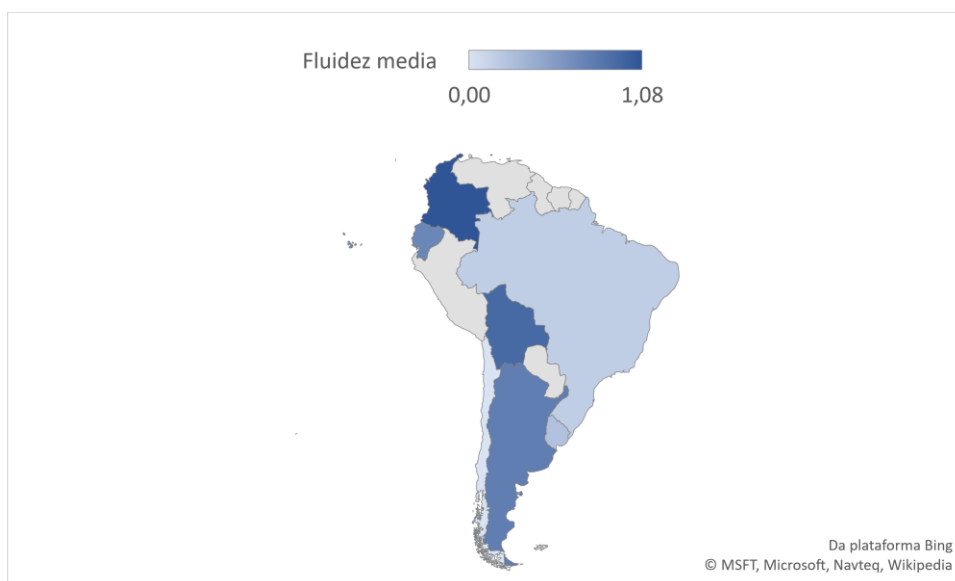 Fluidez media
0,00 1,08
Da plataforma Bing
© MSFT, Microsoft, Navteq, Wikipedia